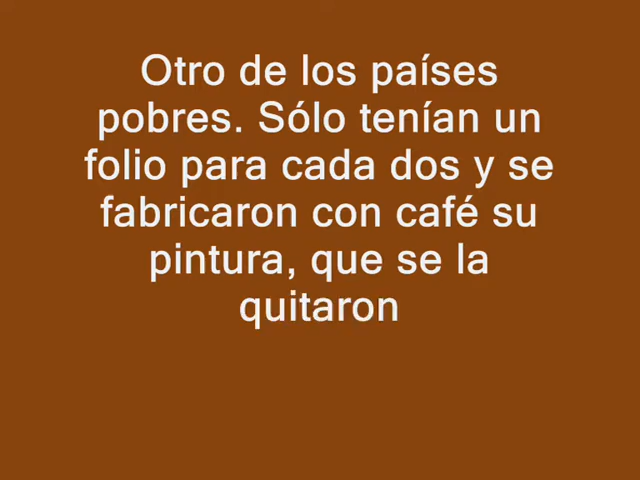 Otro de los países
pobres. Sólo tenían un
folio para cada dos y se
fabricaron con café su
pintura, que se la
quitaron